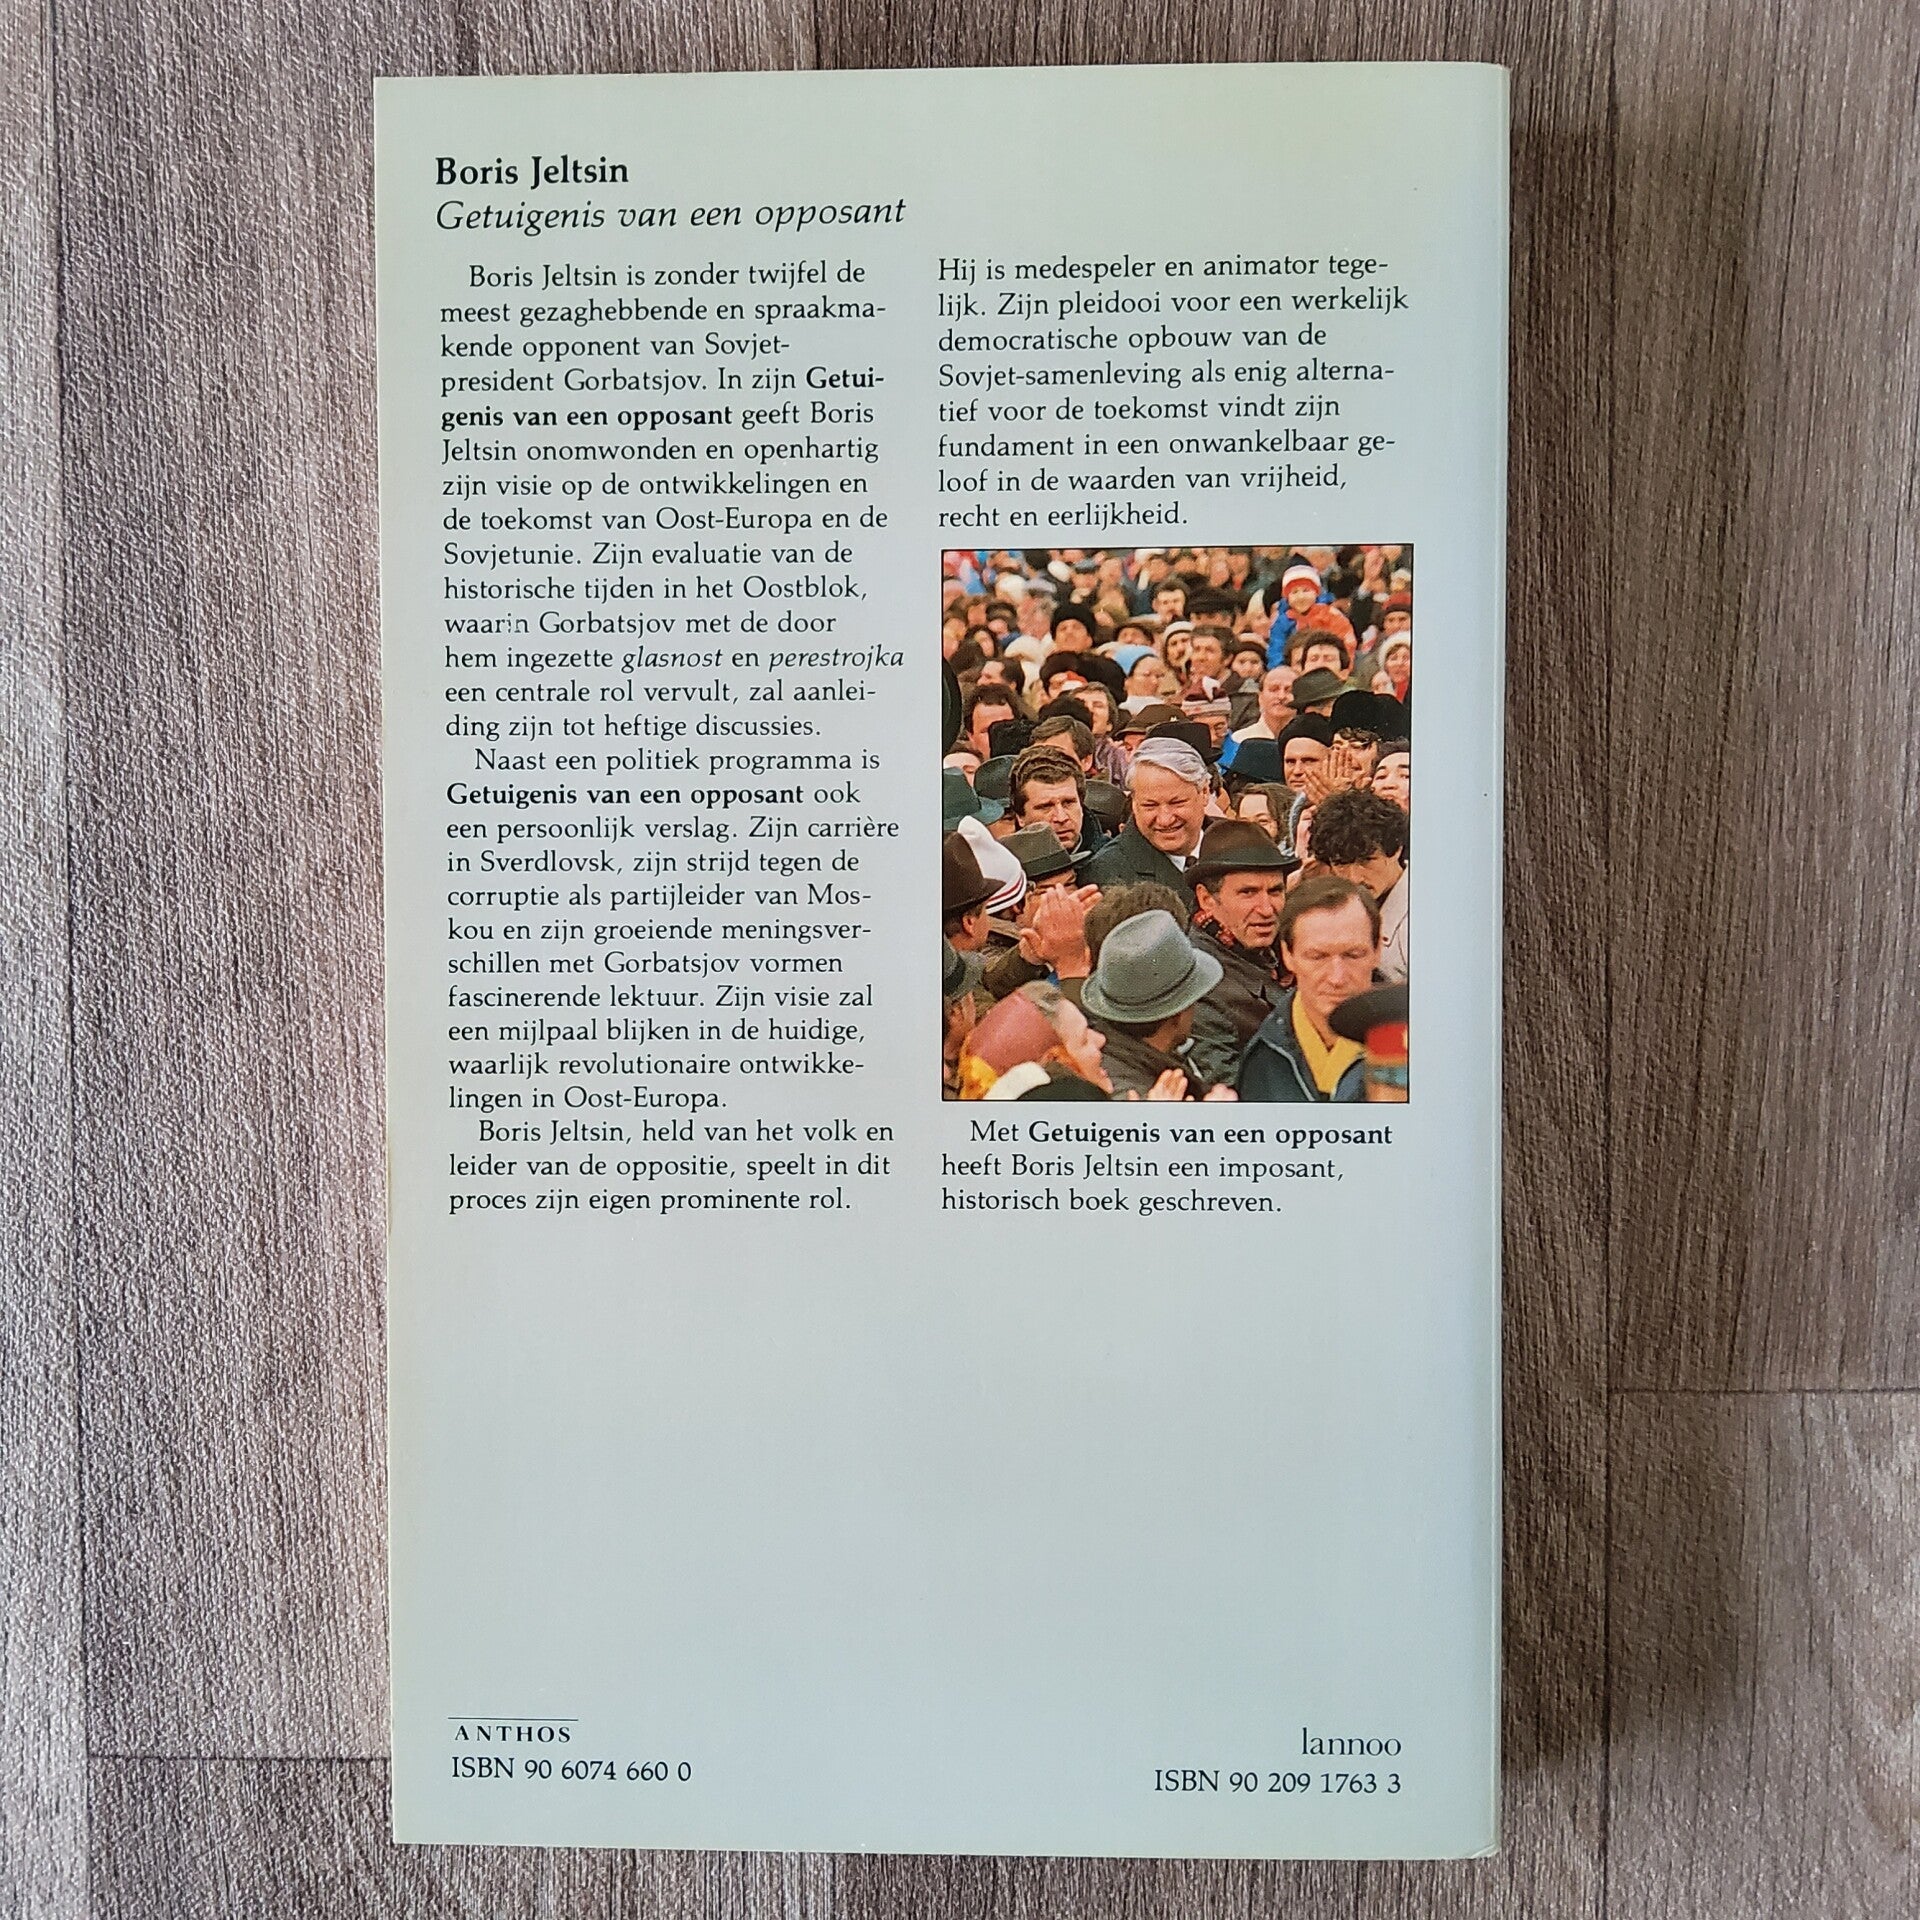 Boris Jeltsin
Getuigenis van een opposant
Boris Jeltsin is zonder twijfel de
meest gezaghebbende en spraakma-
kende opponent van Sovjet-
president Gorbatsjov. In zijn Getui-
genis van een opposant geeft Boris
Jeltsin onomwonden en openhartig
zijn visie op de ontwikkelingen en
de toekomst van Oost-Europa en de
Sovjetunie. Zijn evaluatie van de
historische tijden in het Oostblok,
waarin Gorbatsjov met de door
hem ingezette glasnost en perestrojka
een centrale rol vervult, zal aanlei-
ding zijn tot heftige discussies.
Naast een politiek programma is
Getuigenis van een opposant ook
een persoonlijk verslag. Zijn carrière
in Sverdlovsk, zijn strijd tegen de
corruptie als partijleider van Mos-
kou en zijn groeiende meningsver-
schillen met Gorbatsjov vormen
fascinerende lektuur. Zijn visie zal
een mijlpaal blijken in de huidige,
waarlijk revolutionaire ontwikke-
lingen in Oost-Europa.
Boris Jeltsin, held van het volk en
leider van de oppositie, speelt in dit
proces zijn eigen prominente rol.
Hij is medespeler en animator tege-
lijk. Zijn pleidooi voor een werkelijk
democratische opbouw van de
Sovjet-samenleving als enig alterna-
tief voor de toekomst vindt zijn
fundament in een onwankelbaar ge-
loof in de waarden van vrijheid,
recht en eerlijkheid.
Met Getuigenis van een opposant
heeft Boris Jeltsin een imposant,
historisch boek geschreven.
ANTHOS
ISBN 90 6074 660 0
lannoo
ISBN 90 209 1763 3